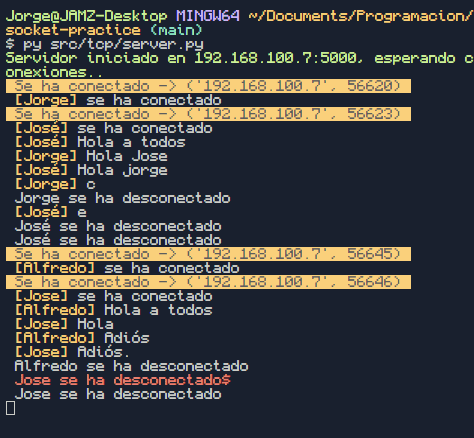 Jorge@JAMZ-Desktop MINGW64 ~/Documents/Programacion/
socket-practice (main)
$ py src/tcp/server.py
Servidor iniciado en 192.168.100.7:5000, esperando c
onexiones..
Se ha conectado -> ('192.168.100.7', 56620)
[Jorge] se ha conectado
Se ha conectado -> ('192.168.100.7', 56623)
[José] se ha conectado
[José] Hola a todos
[Jorge] Hola Jose
[José] Hola jorge
[Jorge] c
Jorge se ha desconectado
[José] e
José se ha desconectado
José se ha desconectado
Se ha conectado -> ('192.168.100.7', 56645)
[Alfredo] se ha conectado
Se ha conectado -> ('192.168.100.7', 56646)
[Jose] se ha conectado
[Alfredo] Hola a todos
[Jose] Hola
[Alfredo] Adiós
[Jose] Adiós.
Alfredo se ha desconectado
Jose se ha desconectado$
Jose se ha desconectado